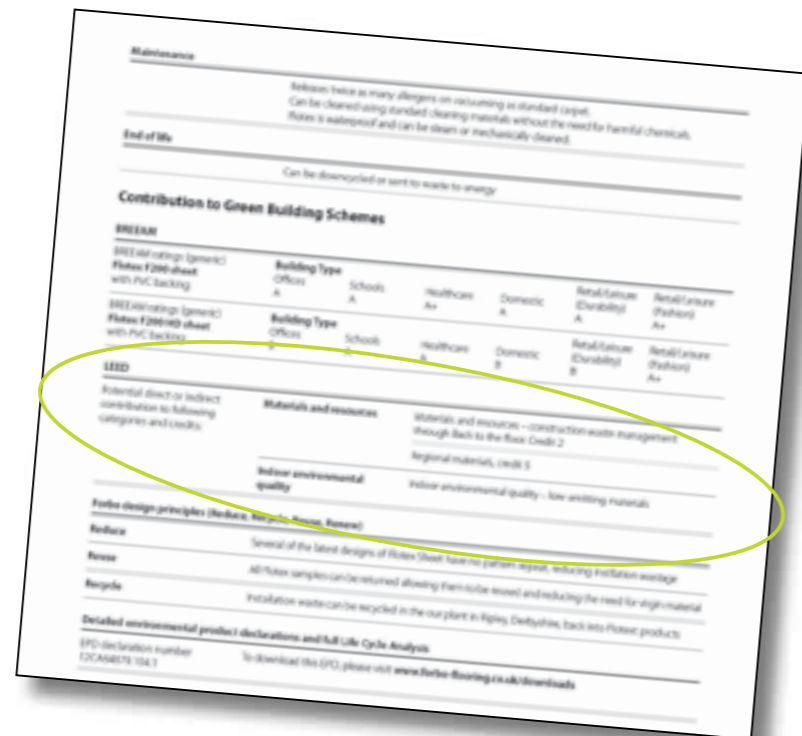 Maintenance
Releases twice as many allergens on vacuuming as standard carpet.
Can be cleaned using standard cleaning materials without the need for harmful chemicals.
Flotex is waterproof and can be steam or mechanically cleaned.
End of life
Can be downcycled or sent to waste to energy
Contribution to Green Building Schemes
BREEAM
BREEAM ratings (generic) Building Type
Flotex F200 sheet Offices Schools Healthcare Domestic Retail/Leisure (Durability) Retail/Leisure (Fashion)
with PVC backing A A A+ A A A+
BREEAM ratings (generic) Building Type
Flotex F200 HD sheet Offices Schools Healthcare Domestic Retail/Leisure (Durability) Retail/Leisure (Fashion)
with PVC backing B B B A+
LEED
Potential direct or indirect
contribution to following
categories and credits:
Materials and resources
Materials and resources – construction waste management
through Back to the floor. Credit 2
Regional materials, credit 5
Indoor environmental
quality
Indoor environmental quality – low emitting materials
Forbo design principles (Reduce, Recycle, Reuse, Renew)
Reduce Several of the latest designs of Flotex Sheet have no pattern repeat, reducing installation wastage
Reuse All Flotex samples can be returned allowing them to be reused and reducing the need for virgin material
Recycle Installation waste can be recycled in the our plant in Ripley, Derbyshire, back into Flotex products
Detailed environmental product declarations and full Life Cycle Analysis
EPD declaration number To download this EPD, please visit www.forbo-flooring.co.uk/downloads